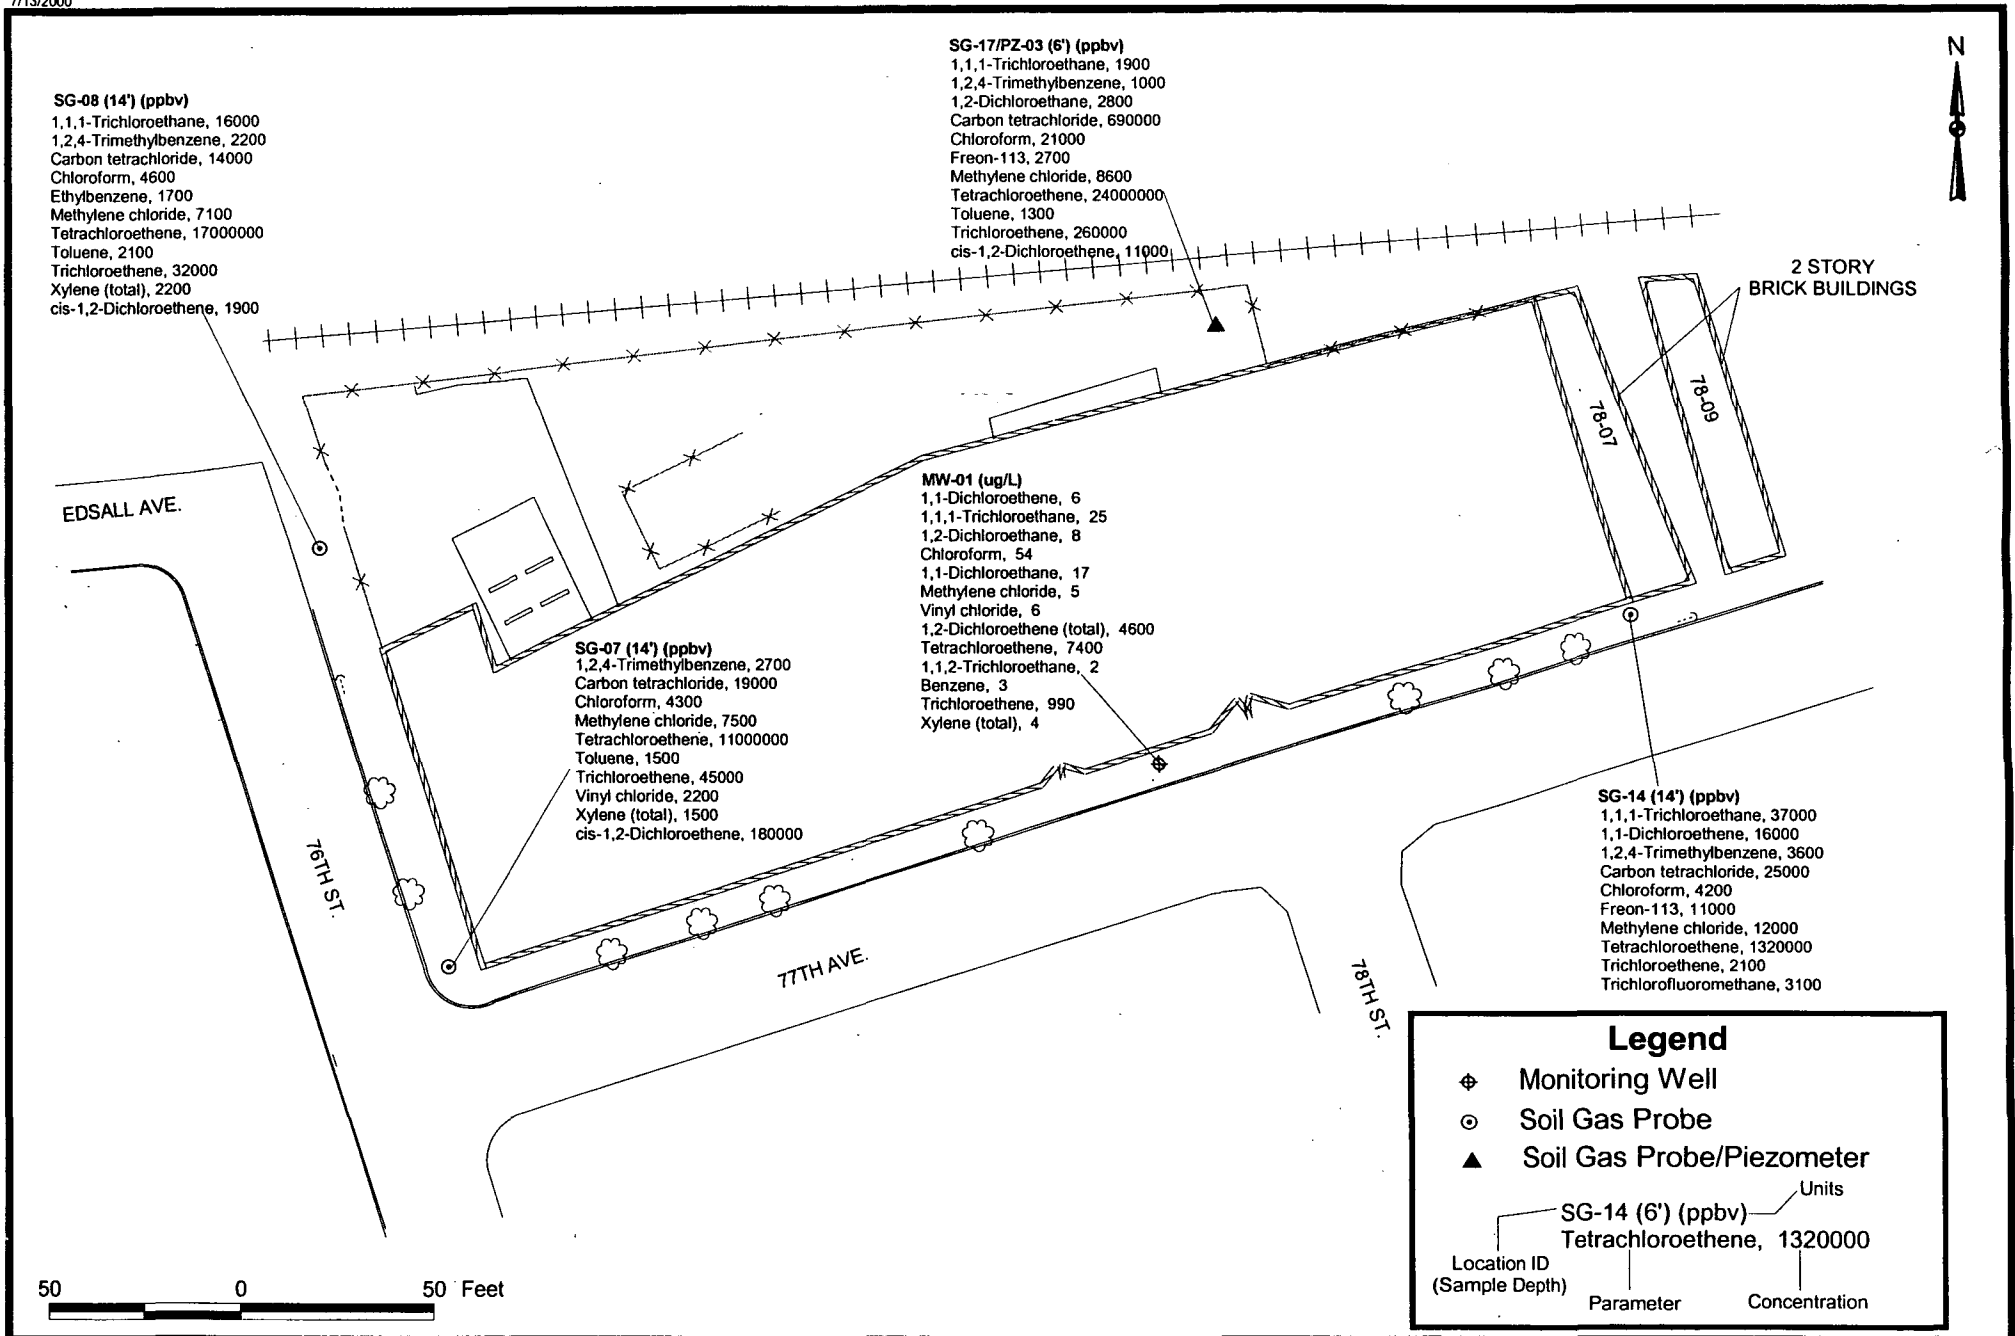 7/13/2000
SG-08 (14') (ppbv)
1,1,1-Trichloroethane, 16000
1,2,4-Trimethylbenzene, 2200
Carbon tetrachloride, 14000
Chloroform, 4600
Ethylbenzene, 1700
Methylene chloride, 7100
Tetrachloroethene, 17000000
Toluene, 2100
Trichloroethene, 32000
Xylene (total), 2200
cis-1,2-Dichloroethene, 1900
SG-17/PZ-03 (6') (ppbv)
1,1,1-Trichloroethane, 1900
1,2,4-Trimethylbenzene, 1000
1,2-Dichloroethane, 2800
Carbon tetrachloride, 690000
Chloroform, 21000
Freon-113, 2700
Methylene chloride, 8600
Tetrachloroethene, 24000000
Toluene, 1300
Trichloroethene, 260000
cis-1,2-Dichloroethene, 11000
N
2 STORY
BRICK BUILDINGS
78-07
78-09
EDSALL AVE.
MW-01 (ug/L)
1,1-Dichloroethene, 6
1,1,1-Trichloroethane, 25
1,2-Dichloroethane, 8
Chloroform, 54
1,1-Dichloroethane, 17
Methylene chloride, 5
Vinyl chloride, 6
1,2-Dichloroethene (total), 4600
Tetrachloroethene, 7400
1,1,2-Trichloroethane, 2
Benzene, 3
Trichloroethene, 990
Xylene (total), 4
SG-07 (14') (ppbv)
1,2,4-Trimethylbenzene, 2700
Carbon tetrachloride, 19000
Chloroform, 4300
Methylene chloride, 7500
Tetrachloroethene, 11000000
Toluene, 1500
Trichloroethene, 45000
Vinyl chloride, 2200
Xylene (total), 1500
cis-1,2-Dichloroethene, 180000
SG-14 (14') (ppbv)
1,1,1-Trichloroethane, 37000
1,1-Dichloroethene, 16000
1,2,4-Trimethylbenzene, 3600
Carbon tetrachloride, 25000
Chloroform, 4200
Freon-113, 11000
Methylene chloride, 12000
Tetrachloroethene, 1320000
Trichloroethene, 2100
Trichlorofluoromethane, 3100
76TH ST.
77TH AVE.
78TH ST.
Legend
Monitoring Well
Soil Gas Probe
Soil Gas Probe/Piezometer
Units
SG-14 (6') (ppbv)
Tetrachloroethene, 1320000
Location ID
(Sample Depth)
Parameter
Concentration
50 0 50 Feet